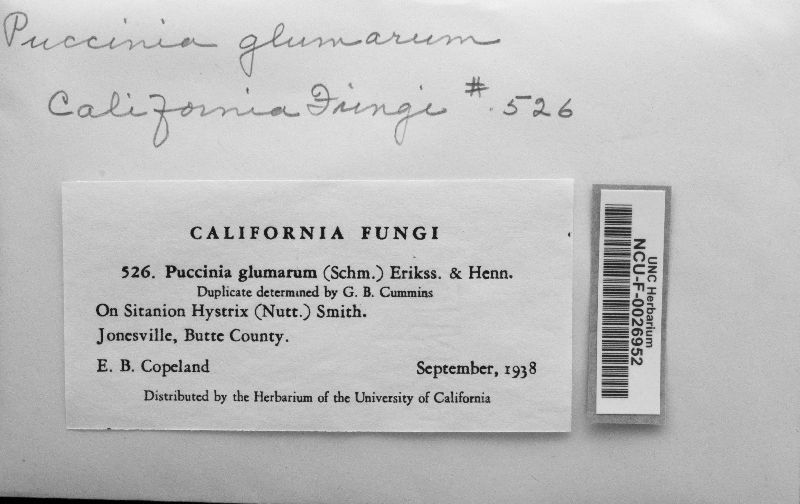 Puccinia glumarum
California Fungi # 526
CALIFORNIA FUNGI
526. Puccinia glumarum (Schm.) Erikss. & Henn.
Duplicate determined by G. B. Cummins
On Sitanion Hystrix (Nutt.) Smith.
Jonesville, Butte County.
E. B. Copeland September, 1938
Distributed by the Herbarium of the University of California
UNC Herbarium
NCU-F-0026952